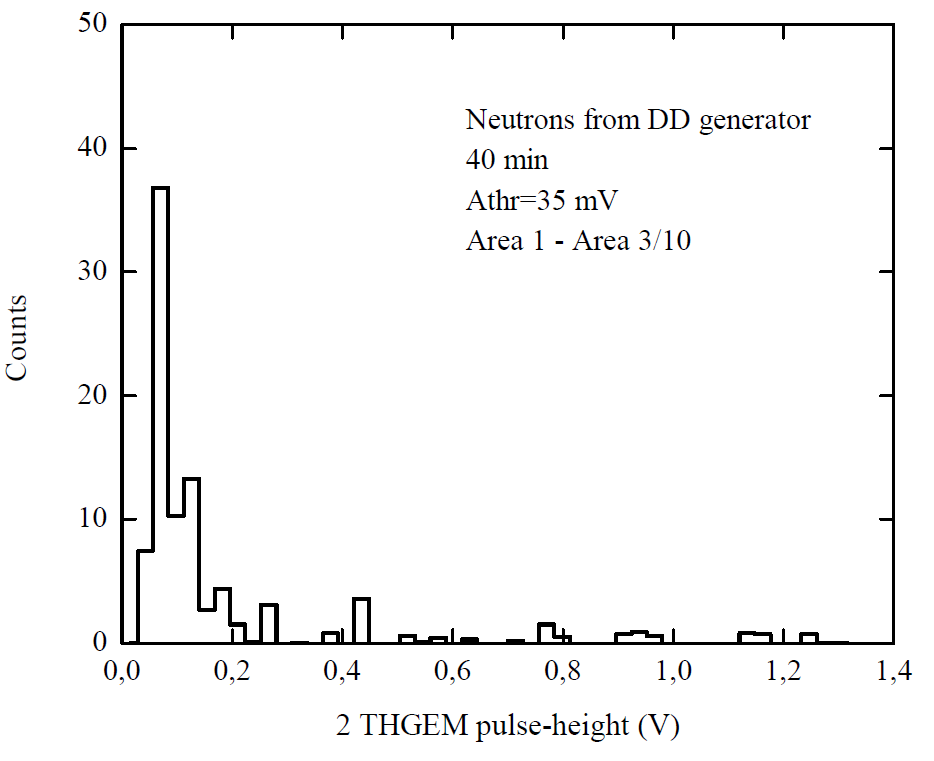 50
40
30
20
10
0
Counts
Neutrons from DD generator
40 min
Athr=35 mV
Area 1 - Area 3/10
0,0 0,2 0,4 0,6 0,8 1,0 1,2 1,4
2 THGEM pulse-height (V)